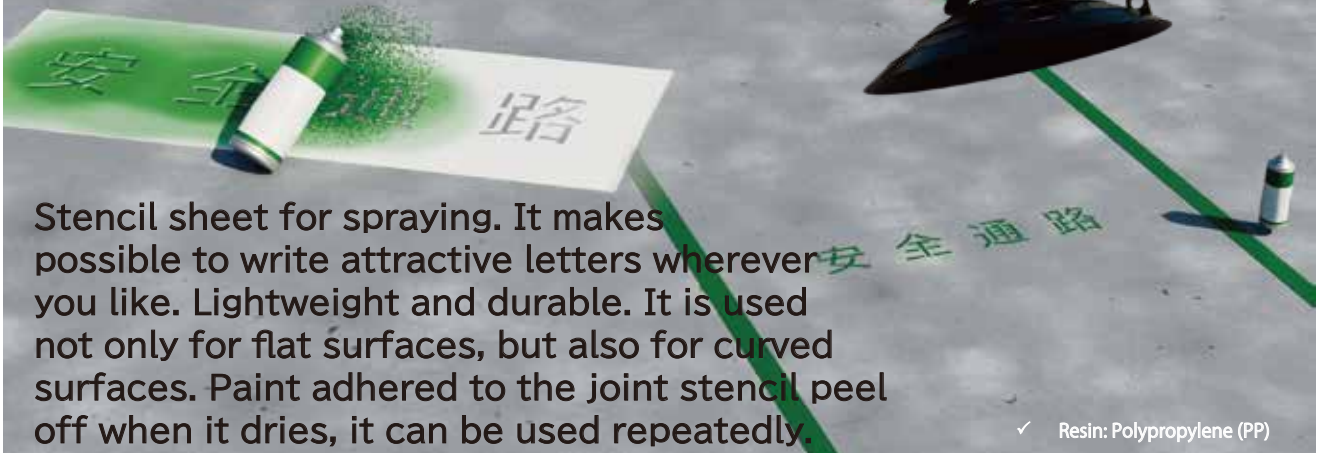 安 全 路
Stencil sheet for spraying. It makes
possible to write attractive letters wherever
you like. Lightweight and durable. It is used
not only for flat surfaces, but also for curved
surfaces. Paint adhered to the joint stencil peel
off when it dries, it can be used repeatedly.
安全通路
✓ Resin: Polypropylene (PP)